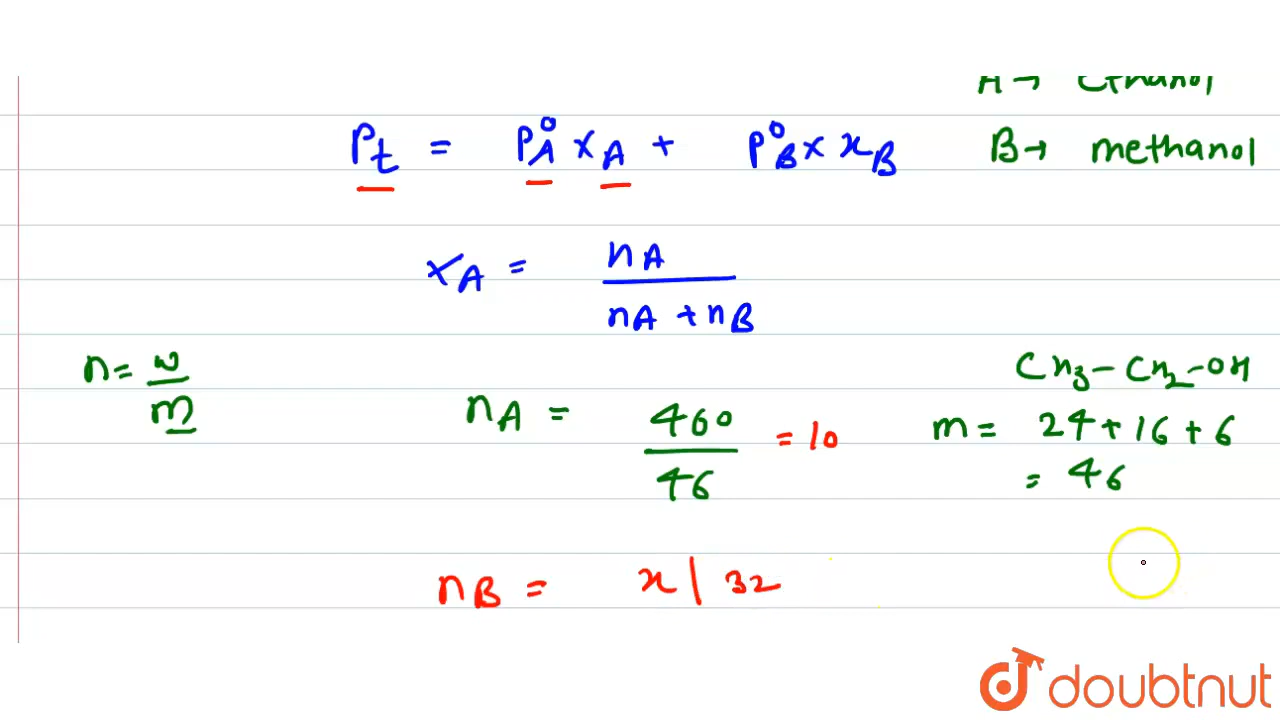 A → Ethanol
Pt = P°A xA + P°B x xB
B → methanol
xA = nA / nA + nB
n = w / m
CH3 - CH2 - OH
nA = 460 / 46 = 10
m = 24 + 16 + 6
= 46
nB = x | 32
doubtnut